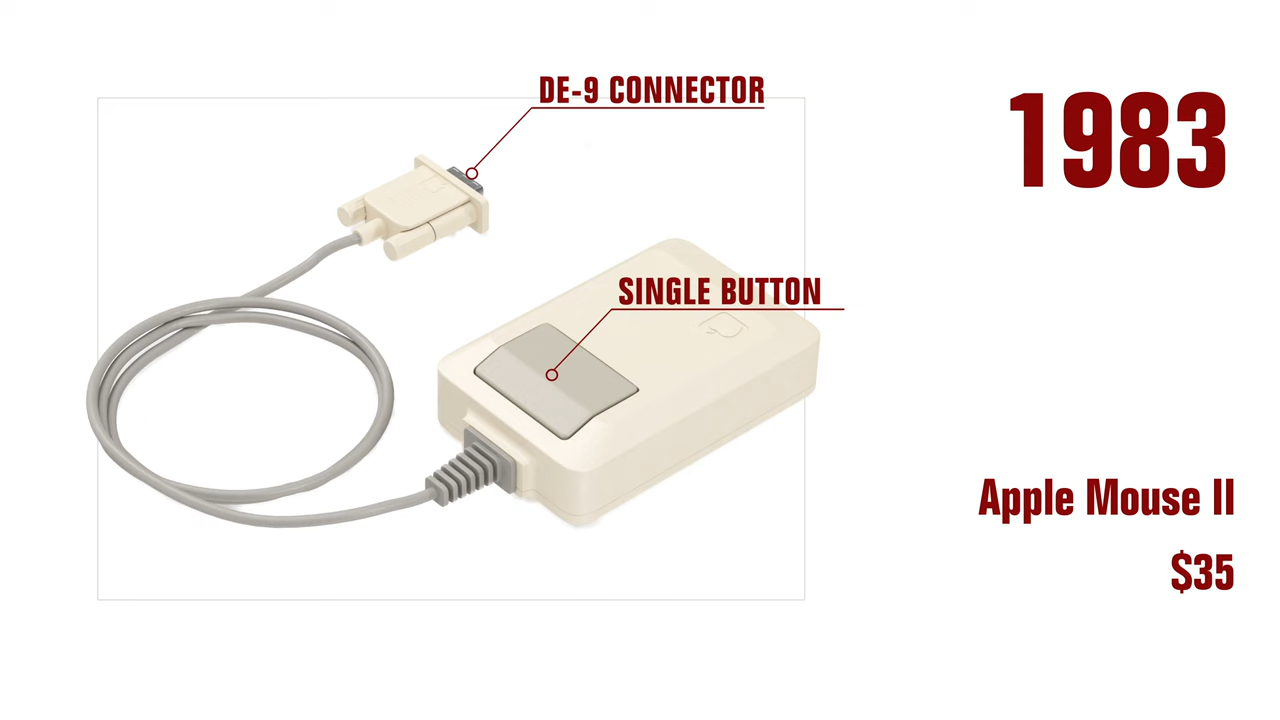 DE-9 CONNECTOR
1983
SINGLE BUTTON
Apple Mouse II
$35